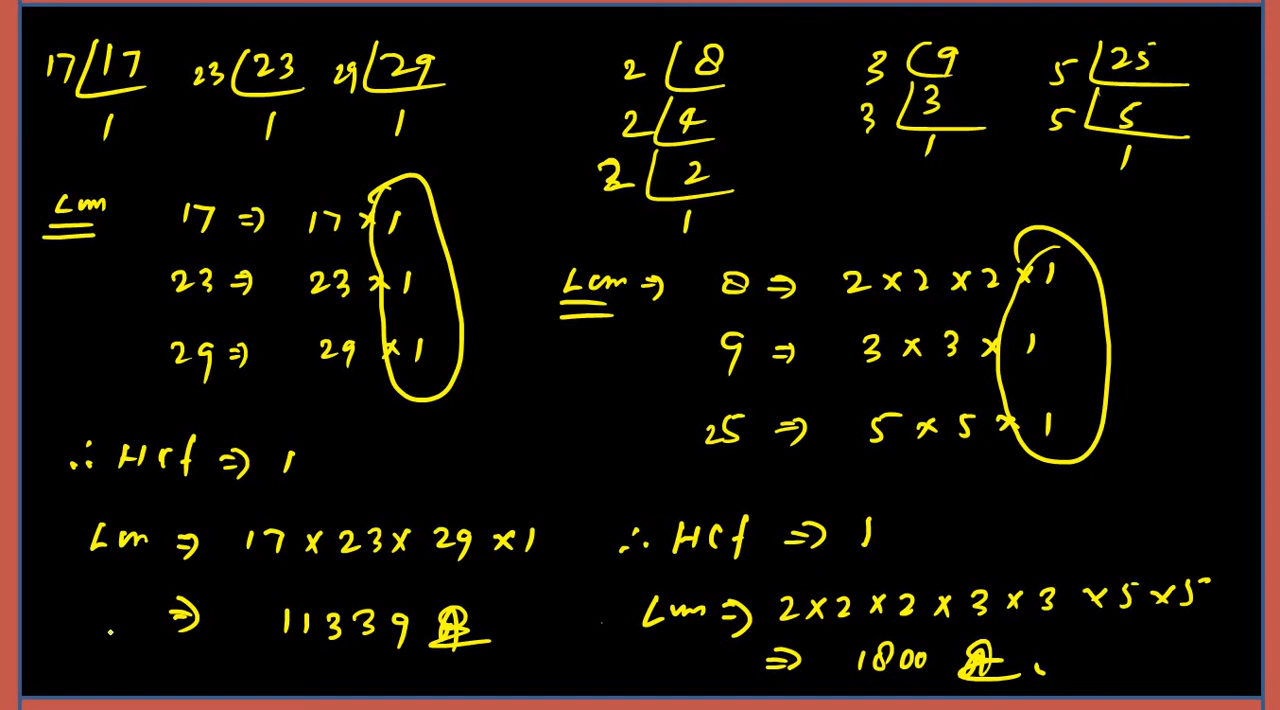 17 17 23 23 29 29
1 1 1
Lcm 17 ⇒ 17 × 1
23 ⇒ 23 × 1
29 ⇒ 29 × 1
∴ Hcf ⇒ 1
Lcm ⇒ 17 × 23 × 29 × 1
⇒ 11339
2 8 3 9 5 25
2 4 3 3 5 5
2 2 1 1
1
Lcm ⇒ 8 ⇒ 2 × 2 × 2 × 1
9 ⇒ 3 × 3 × 1
25 ⇒ 5 × 5 × 1
∴ Hcf ⇒ 1
Lcm ⇒ 2 × 2 × 2 × 3 × 3 × 5 × 5
⇒ 1800